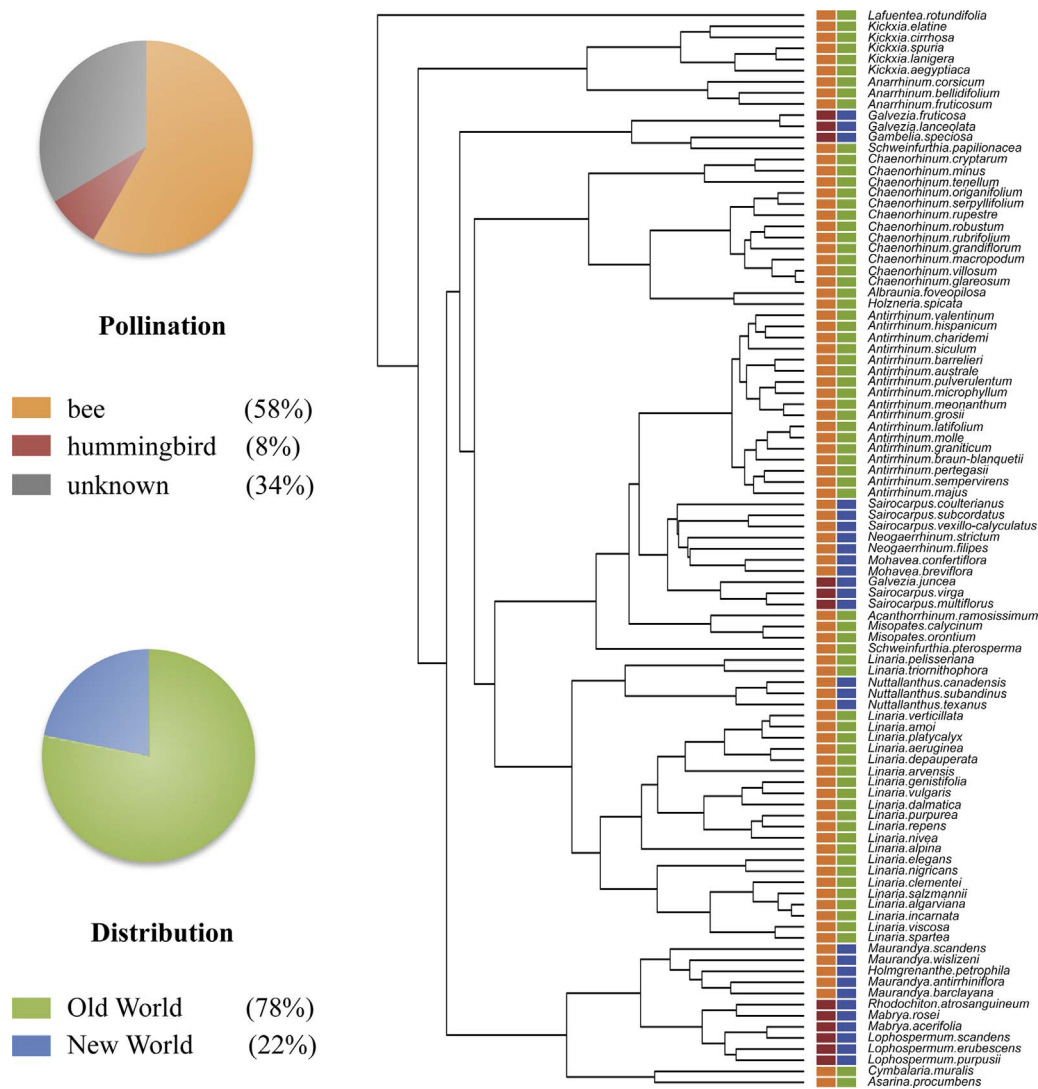 Pollination
bee (58%)
hummingbird (8%)
unknown (34%)
Distribution
Old World (78%)
New World (22%)
Lafuentea.rotundifolia
Kickxia.elatine
Kickxia.cirrhosa
Kickxia.spuria
Kickxia.lanigera
Kickxia.aegyptiaca
Anarrhinum.corsicum
Anarrhinum.bellidifolium
Anarrhinum.fruticosum
Galvezia.fruticosa
Galvezia.lanceolata
Gambelia.speciosa
Schweinfurthia.papilionacea
Chaenorhinum.cryptarum
Chaenorhinum.minus
Chaenorhinum.tenellum
Chaenorhinum.origanifolium
Chaenorhinum.serpyllifolium
Chaenorhinum.rupestre
Chaenorhinum.robustum
Chaenorhinum.rubrifolium
Chaenorhinum.grandiflorum
Chaenorhinum.macropodum
Chaenorhinum.villosum
Chaenorhinum.glareosum
Albraunia.foveopilosa
Holzneria.spicata
Antirrhinum.valentinum
Antirrhinum.hispanicum
Antirrhinum.charidemi
Antirrhinum.siculum
Antirrhinum.barrelieri
Antirrhinum.australe
Antirrhinum.pulverulentum
Antirrhinum.microphyllum
Antirrhinum.meonanthum
Antirrhinum.grosii
Antirrhinum.latifolium
Antirrhinum.molle
Antirrhinum.graniticum
Antirrhinum.braun-blanquetii
Antirrhinum.pertegasii
Antirrhinum.sempervirens
Antirrhinum.majus
Sairocarpus.coulterianus
Sairocarpus.subcordatus
Sairocarpus.vexillo-calyculatus
Neogaerrhinum.strictum
Neogaerrhinum.filipes
Mohavea.confertiflora
Mohavea.breviflora
Galvezia.juncea
Sairocarpus.virga
Sairocarpus.multiflorus
Acanthorrhinum.ramosissimum
Misopates.calycinum
Misopates.orontium
Schweinfurthia.pterosperma
Linaria.pelisseriana
Linaria.triornithophora
Nuttallanthus.canadensis
Nuttallanthus.subandinus
Nuttallanthus.texanus
Linaria.verticillata
Linaria.amoi
Linaria.platycalyx
Linaria.aeruginea
Linaria.depauperata
Linaria.arvensis
Linaria.genistifolia
Linaria.vulgaris
Linaria.dalmatica
Linaria.purpurea
Linaria.repens
Linaria.nivea
Linaria.alpina
Linaria.elegans
Linaria.nigricans
Linaria.clementei
Linaria.salzmannii
Linaria.algarviana
Linaria.incarnata
Linaria.viscosa
Linaria.spartea
Maurandya.scandens
Maurandya.wislizeni
Holmgrenanthe.petrophila
Maurandya.antirrhiniflora
Maurandya.barclayana
Rhodochiton.atrosanguineum
Mabrya.rosei
Mabrya.acerifolia
Lophospermum.scandens
Lophospermum.erubescens
Lophospermum.purpusii
Cymbalaria.muralis
Asarina.procumbens